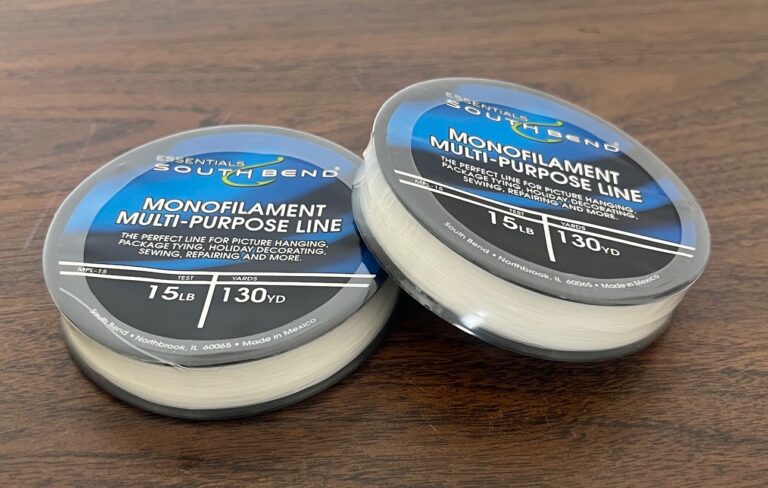 ESSENTIALS
SOUTH BEND®
MONOFILAMENT
MULTI-PURPOSE LINE
THE PERFECT LINE FOR PICTURE HANGING,
PACKAGE TYING, HOLIDAY DECORATING,
SEWING, REPAIRING AND MORE.
MPL-15 TEST YARDS
15LB 130YD
South Bend • Northbrook, IL 60065 • Made in Mexico
ESSENTIALS
SOUTH BEND®
MONOFILAMENT
MULTI-PURPOSE LINE
THE PERFECT LINE FOR PICTURE HANGING,
PACKAGE TYING, HOLIDAY DECORATING,
SEWING, REPAIRING AND MORE.
MPL-15 TEST YARDS
15LB 130YD
South Bend • Northbrook, IL 60065 • Made in Mexico